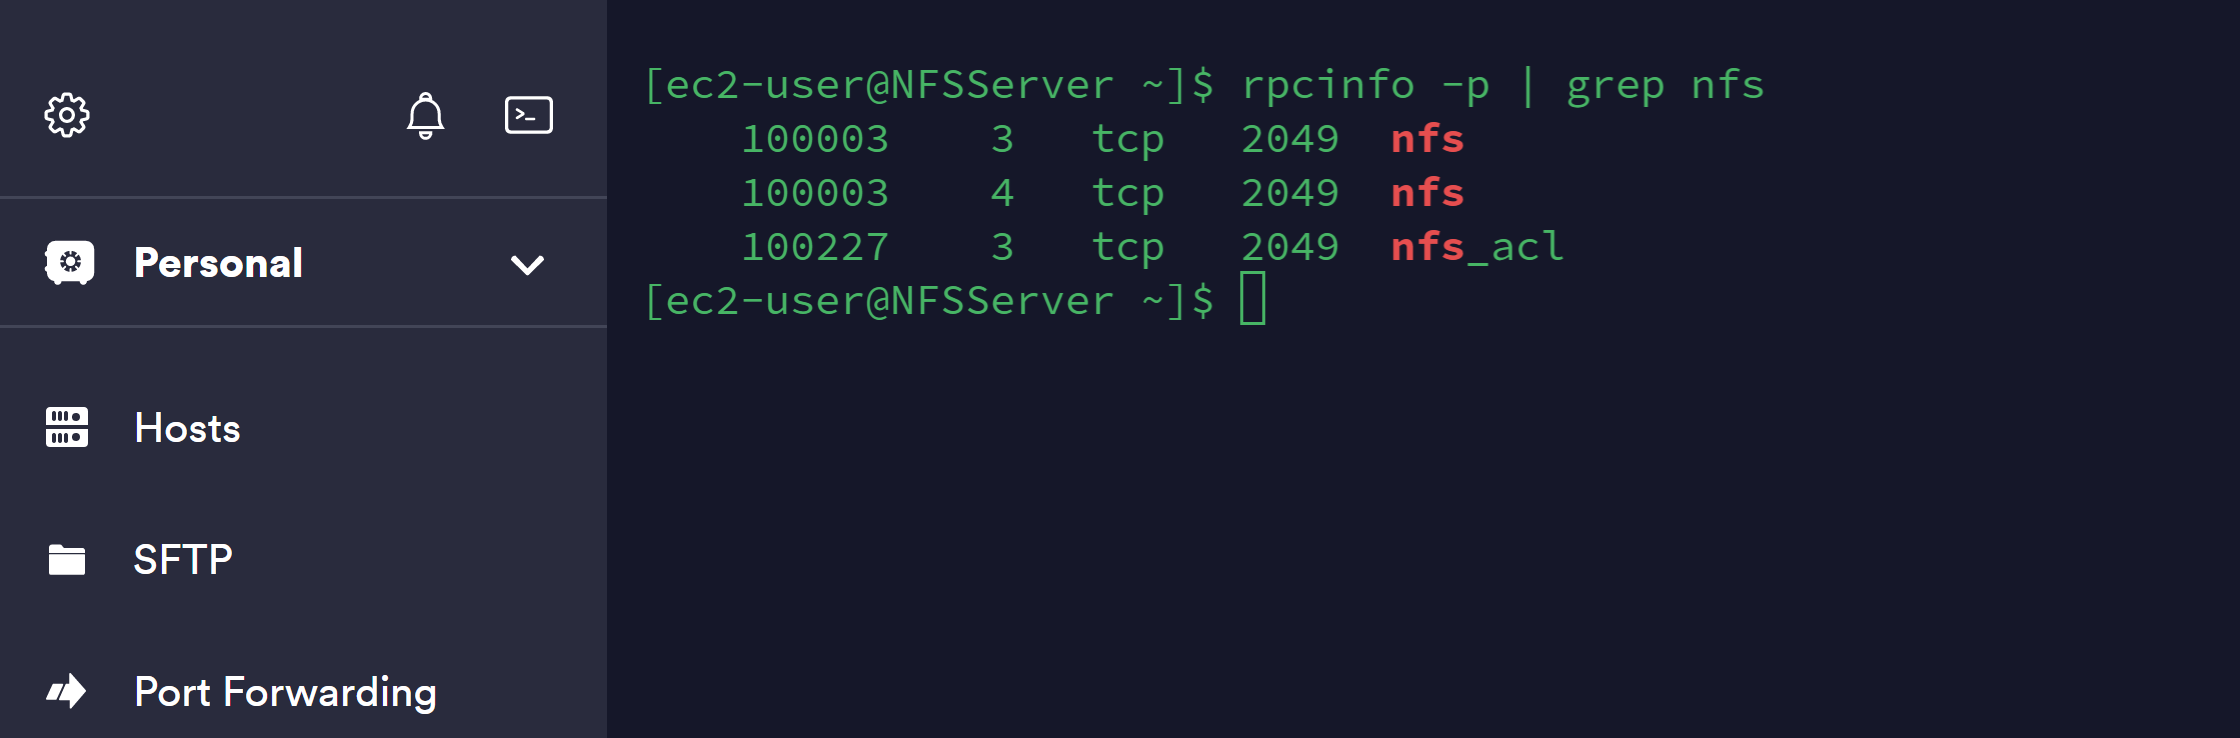 Personal
Hosts
SFTP
Port Forwarding
[ec2-user@NFSServer ~]$ rpcinfo -p | grep nfs
    100003    3   tcp   2049  nfs
    100003    4   tcp   2049  nfs
    100227    3   tcp   2049  nfs_acl
[ec2-user@NFSServer ~]$